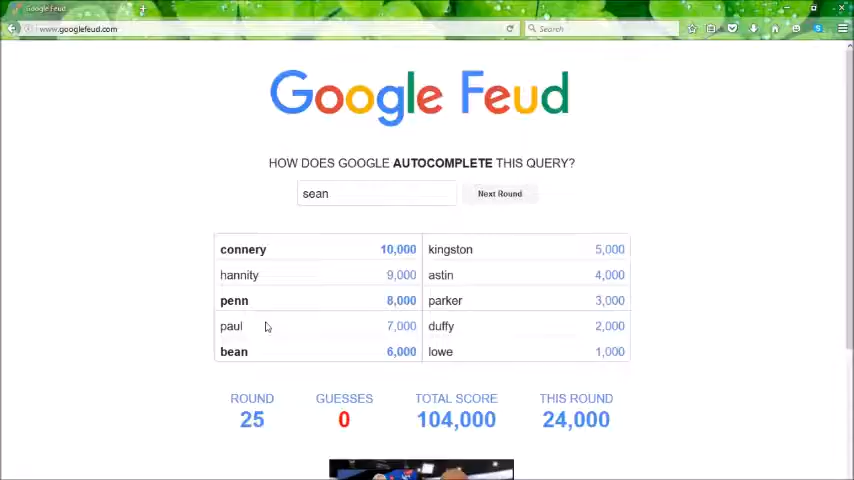 Google Feud
www.googlefeud.com
Search
Google Feud
HOW DOES GOOGLE AUTOCOMPLETE THIS QUERY?
sean Next Round
connery 10,000 kingston 5,000
hannity 9,000 astin 4,000
penn 8,000 parker 3,000
paul 7,000 duffy 2,000
bean 6,000 lowe 1,000
ROUND GUESSES TOTAL SCORE THIS ROUND
25 0 104,000 24,000